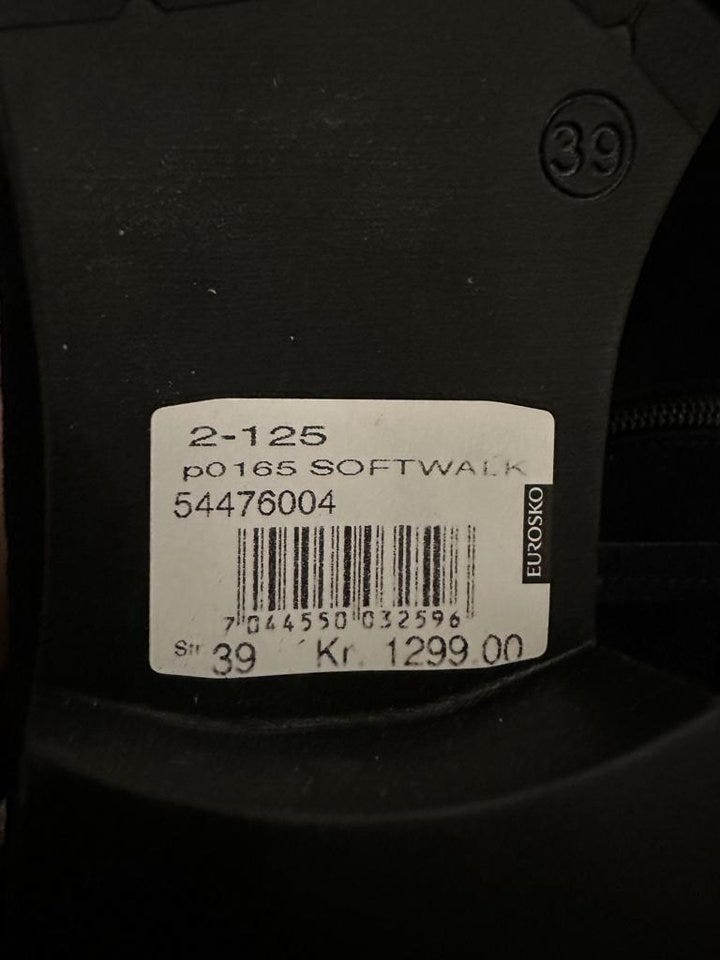 39
2-125
p0165 SOFTWALK
54476004
EUROSKO
7 044550 032596
Str 39 Kr. 1299.00